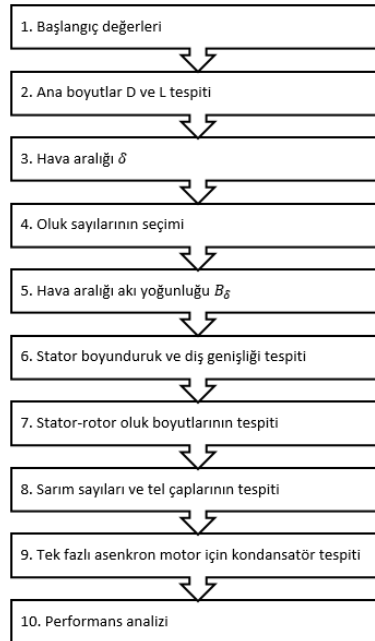 1. Başlangıç değerleri
2. Ana boyutlar D ve L tespiti
3. Hava aralığı δ
4. Oluk sayılarının seçimi
5. Hava aralığı akı yoğunluğu B_δ
6. Stator boyunduruk ve diş genişliği tespiti
7. Stator-rotor oluk boyutlarının tespiti
8. Sarım sayıları ve tel çaplarının tespiti
9. Tek fazlı asenkron motor için kondansatör tespiti
10. Performans analizi